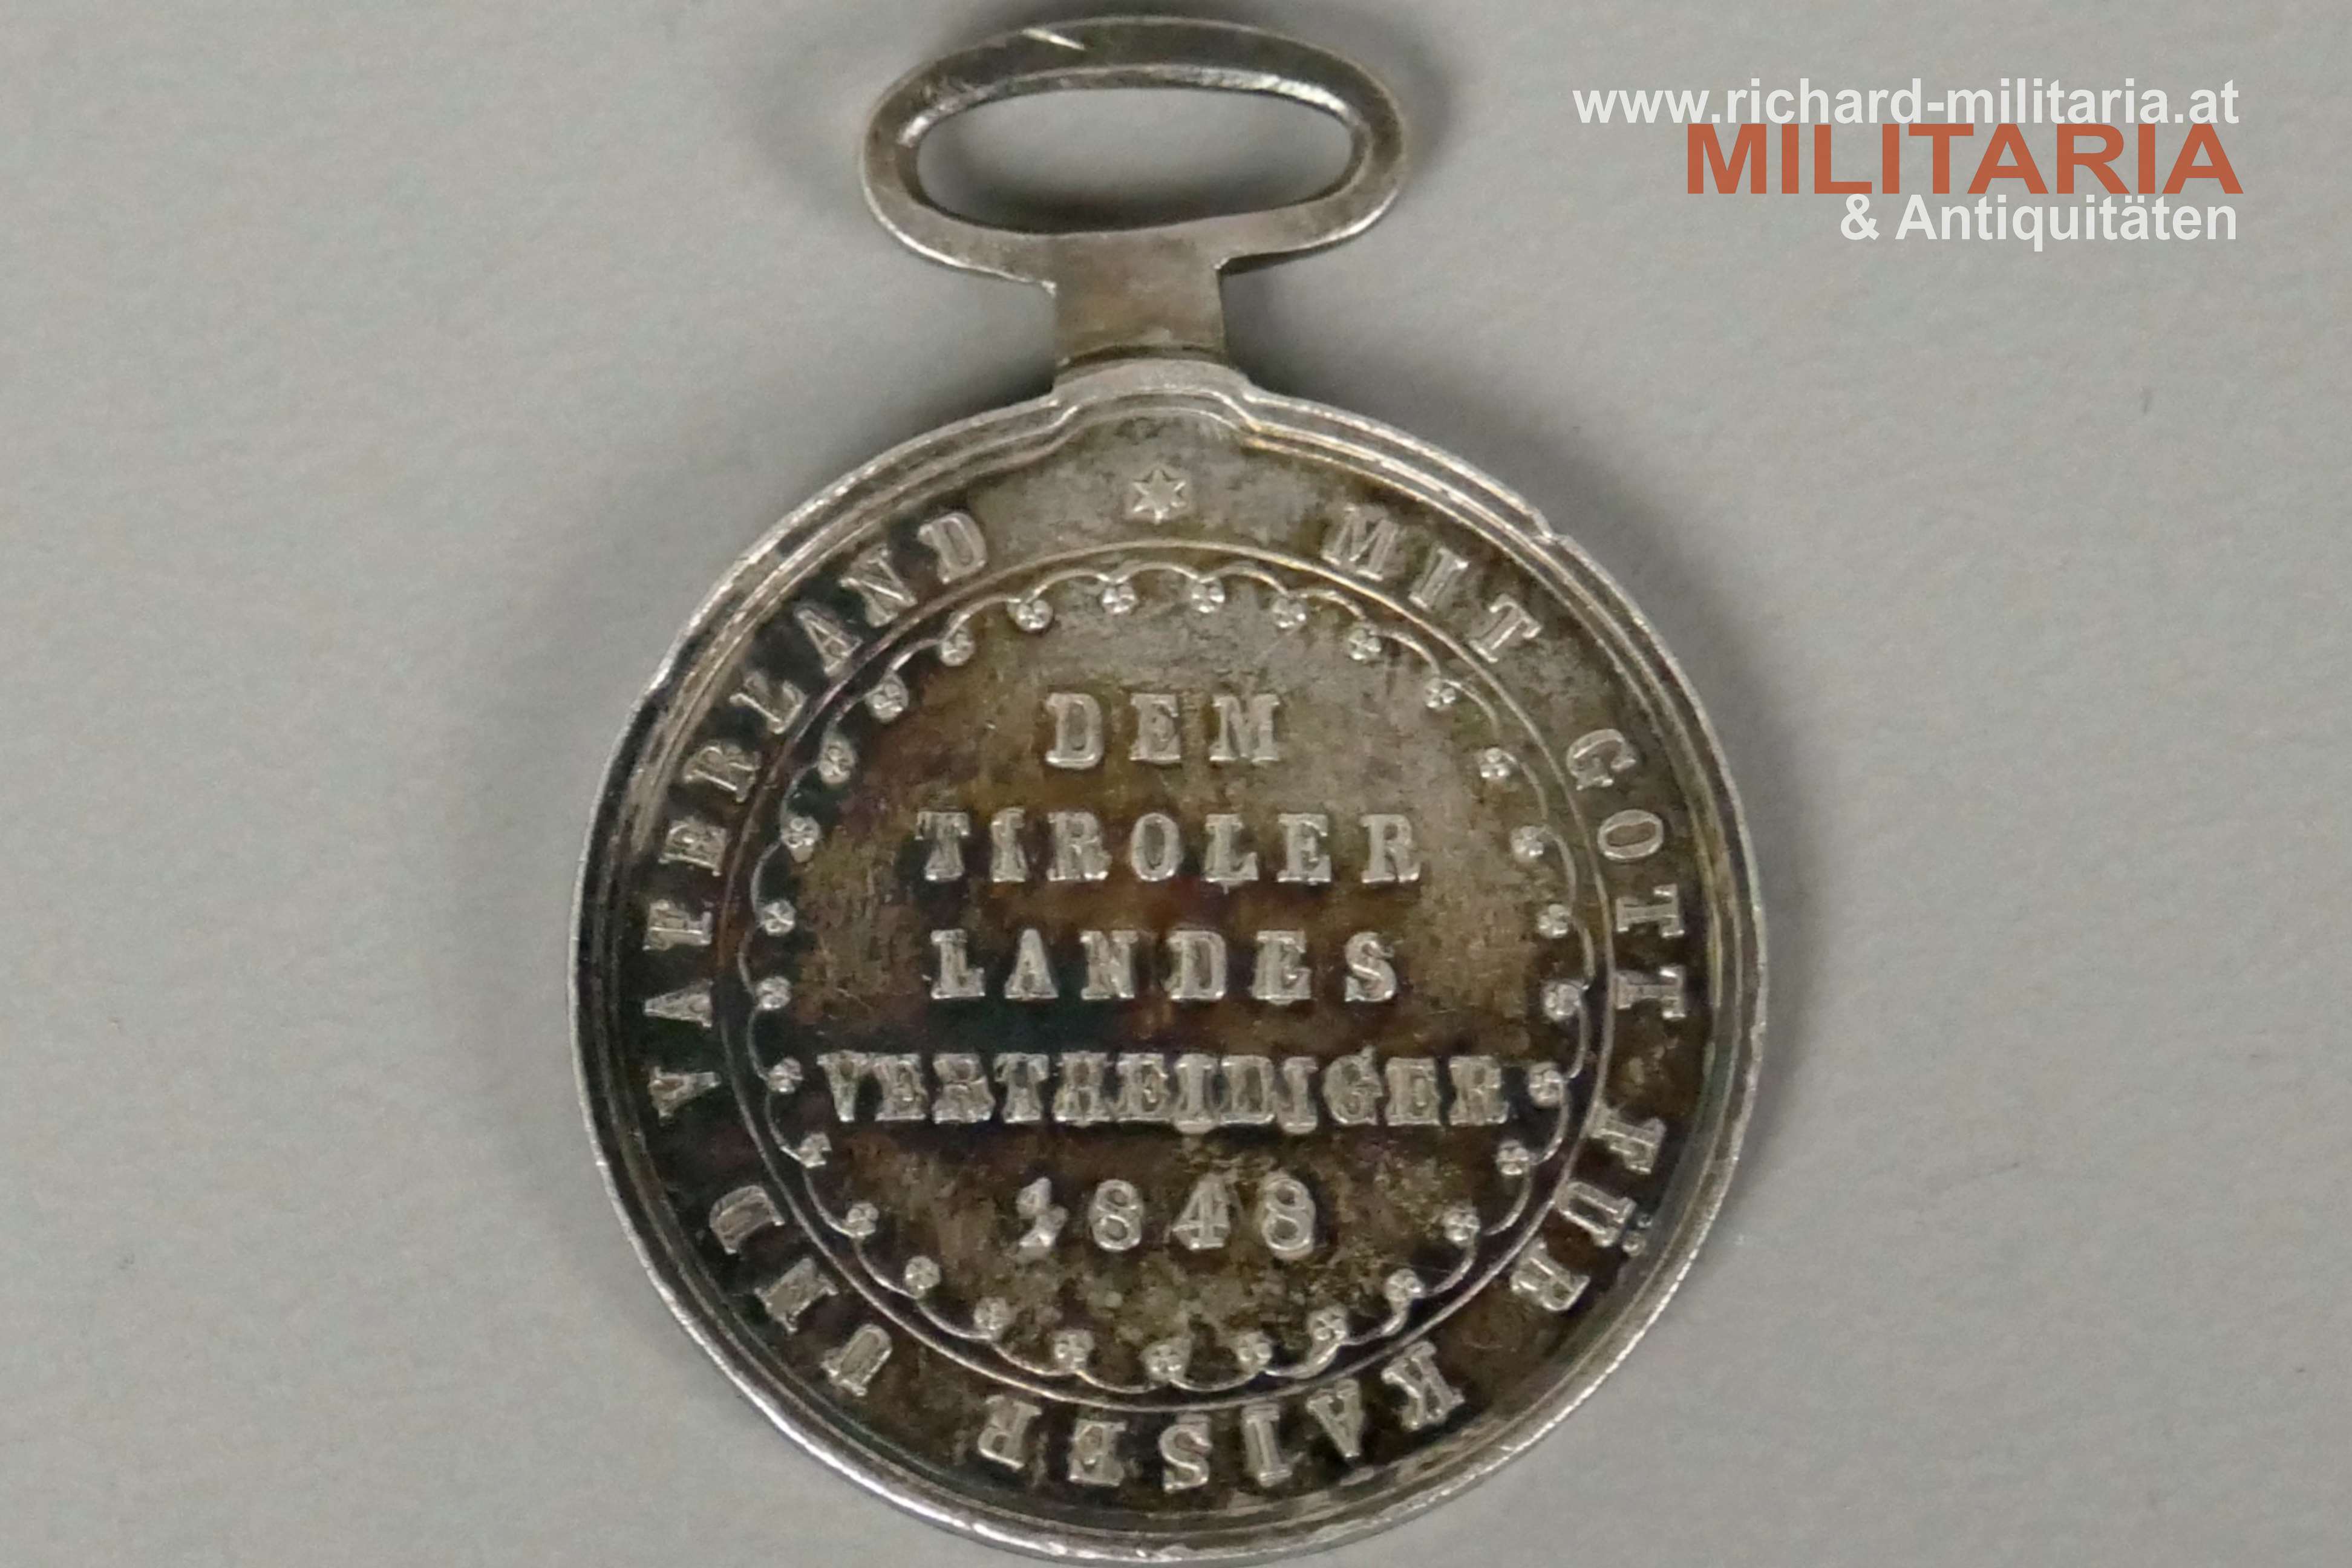 www.richard-militaria.at
MILITARIA
& Antiquitäten
MIT GOTT FÜR KAISER UND VATERLAND
DEM
TIROLER
LANDES
VERTHEIDIGER
1848